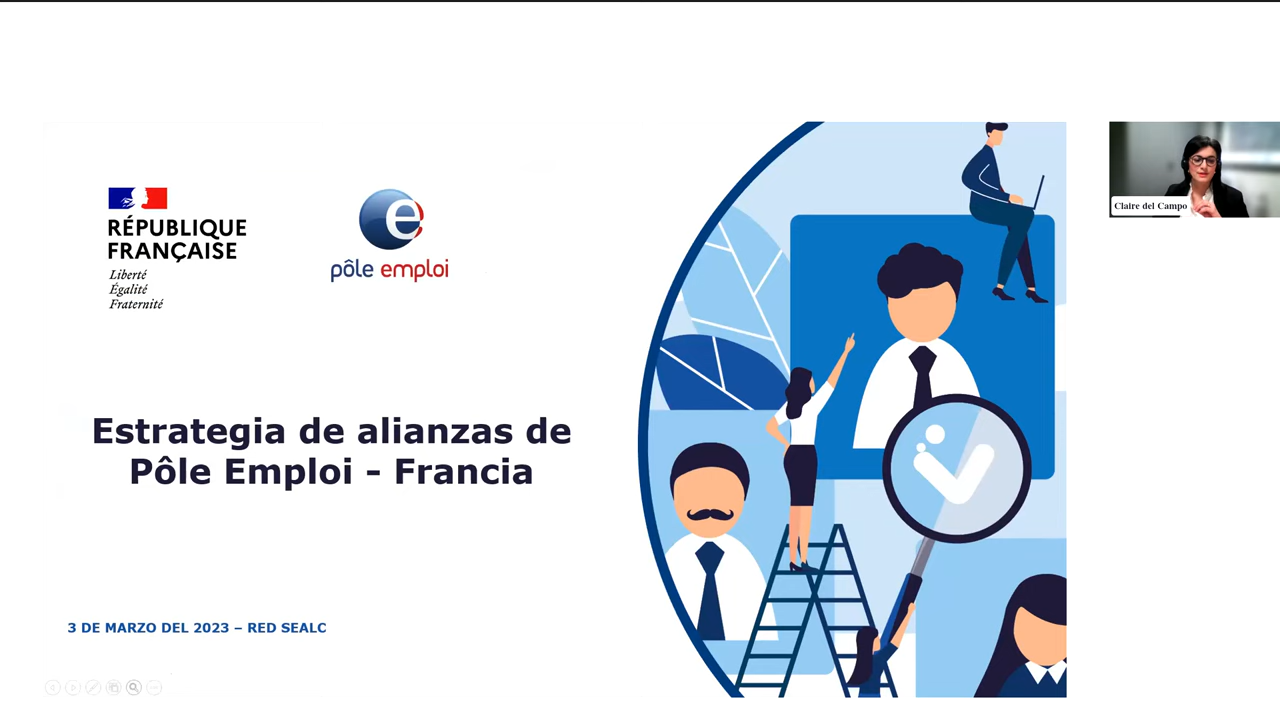 RÉPUBLIQUE
FRANÇAISE
Liberté
Égalité
Fraternité
pôle emploi
Estrategia de alianzas de
Pôle Emploi - Francia
3 DE MARZO DEL 2023 – RED SEALC
Claire del Campo